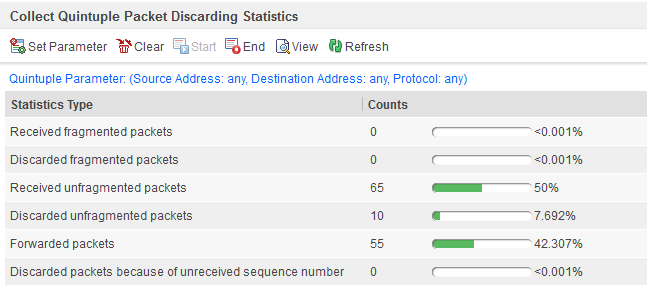 Collect Quintuple Packet Discarding Statistics
Set Parameter Clear Start End View Refresh
Quintuple Parameter: (Source Address: any, Destination Address: any, Protocol: any)
Statistics Type Counts
Received fragmented packets 0 <0.001%
Discarded fragmented packets 0 <0.001%
Received unfragmented packets 65 50%
Discarded unfragmented packets 10 7.692%
Forwarded packets 55 42.307%
Discarded packets because of unreceived sequence number 0 <0.001%